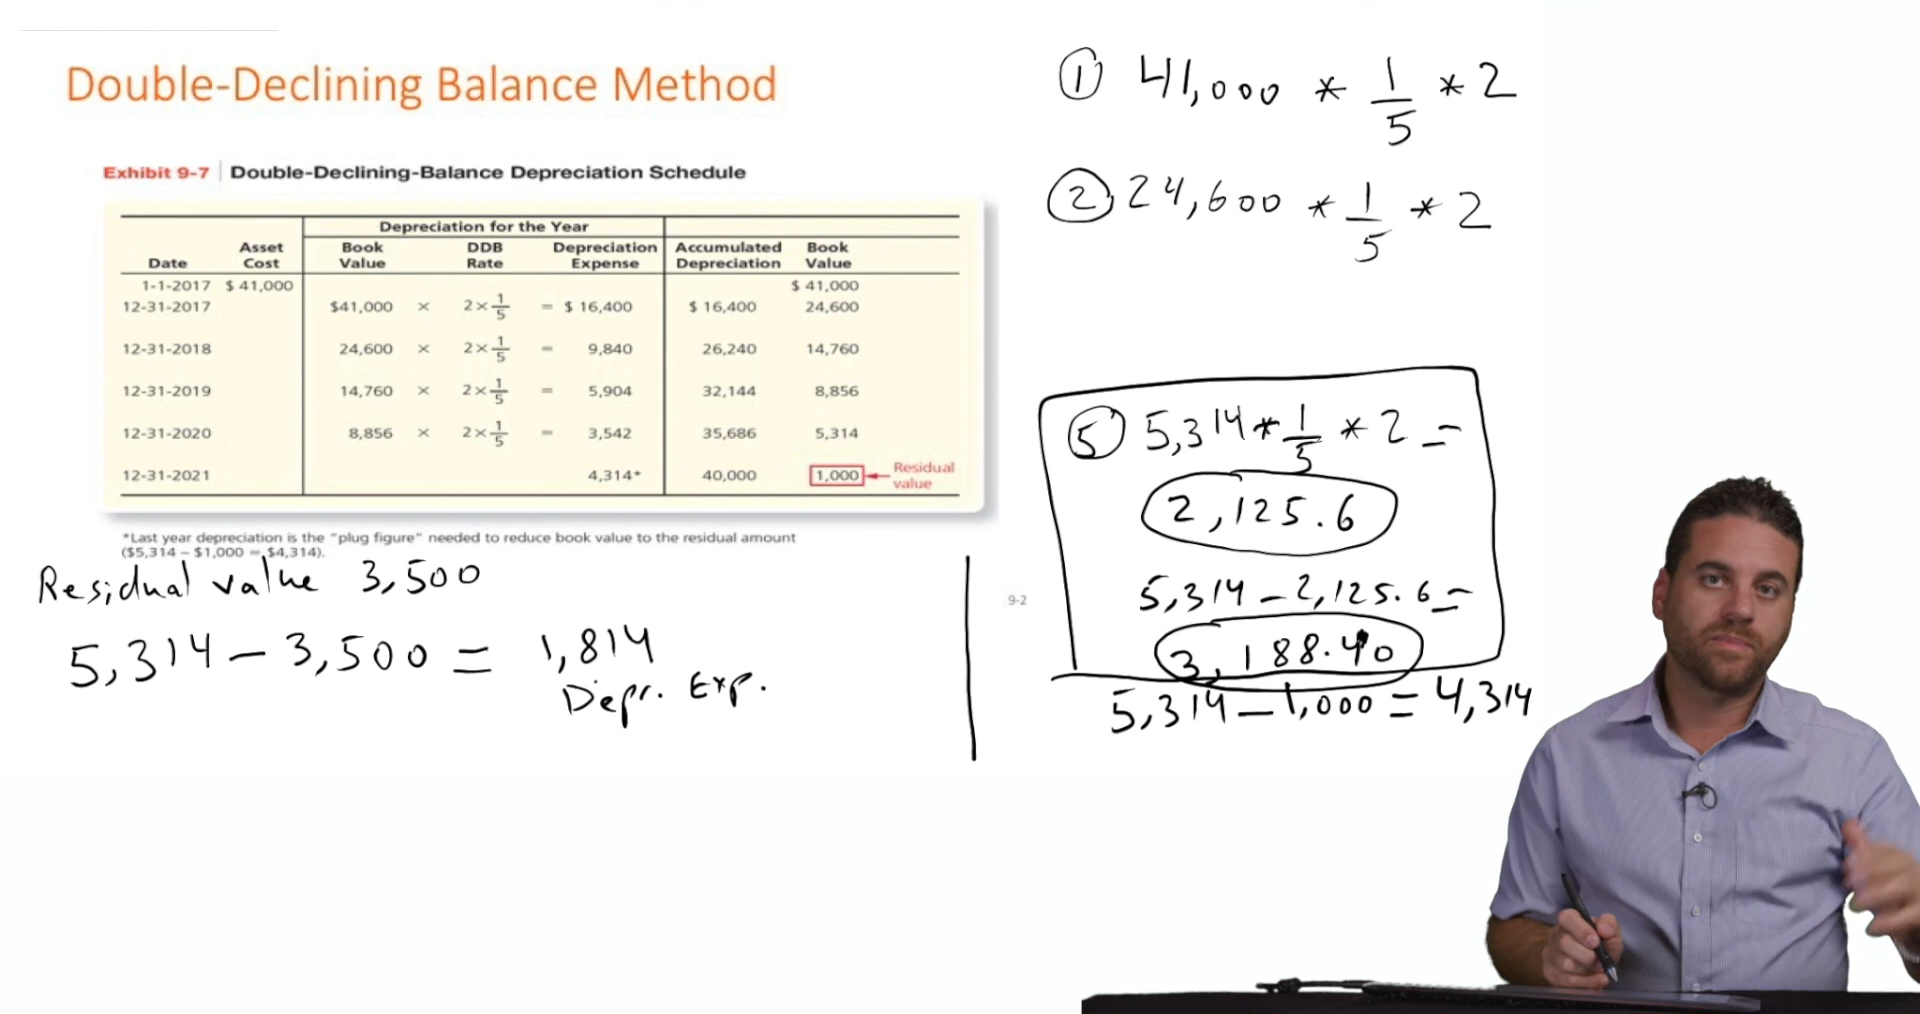 Double-Declining Balance Method
Exhibit 9-7 | Double-Declining-Balance Depreciation Schedule
Depreciation for the Year
Asset Book DDB Depreciation Accumulated Book
Date Cost Value Rate Expense Depreciation Value
1-1-2017 $ 41,000 $ 41,000
12-31-2017 $41,000 × 2×1/5 = $ 16,400 $ 16,400 24,600
12-31-2018 24,600 × 2×1/5 = 9,840 26,240 14,760
12-31-2019 14,760 × 2×1/5 = 5,904 32,144 8,856
12-31-2020 8,856 × 2×1/5 = 3,542 35,686 5,314
12-31-2021 4,314* 40,000 1,000 Residual value
*Last year depreciation is the "plug figure" needed to reduce book value to the residual amount
($5,314 – $1,000 = $4,314).
Residual value 3,500
5,314 – 3,500 = 1,814
Depr. Exp.
9-2
① 41,000 * 1/5 * 2
② 24,600 * 1/5 * 2
⑤ 5,314 * 1/5 * 2 =
2,125.6
5,314 – 2,125.6 =
3,188.40
5,314 – 1,000 = 4,314